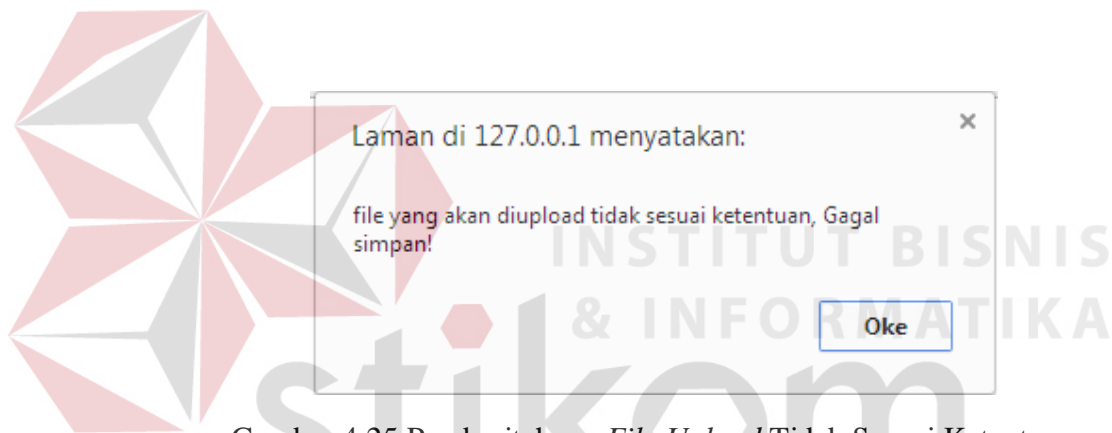 Laman di 127.0.0.1 menyatakan:
file yang akan diupload tidak sesuai ketentuan, Gagal
simpan!
INSTITUT BISNIS
& INFORMATIKA
Oke
stikom